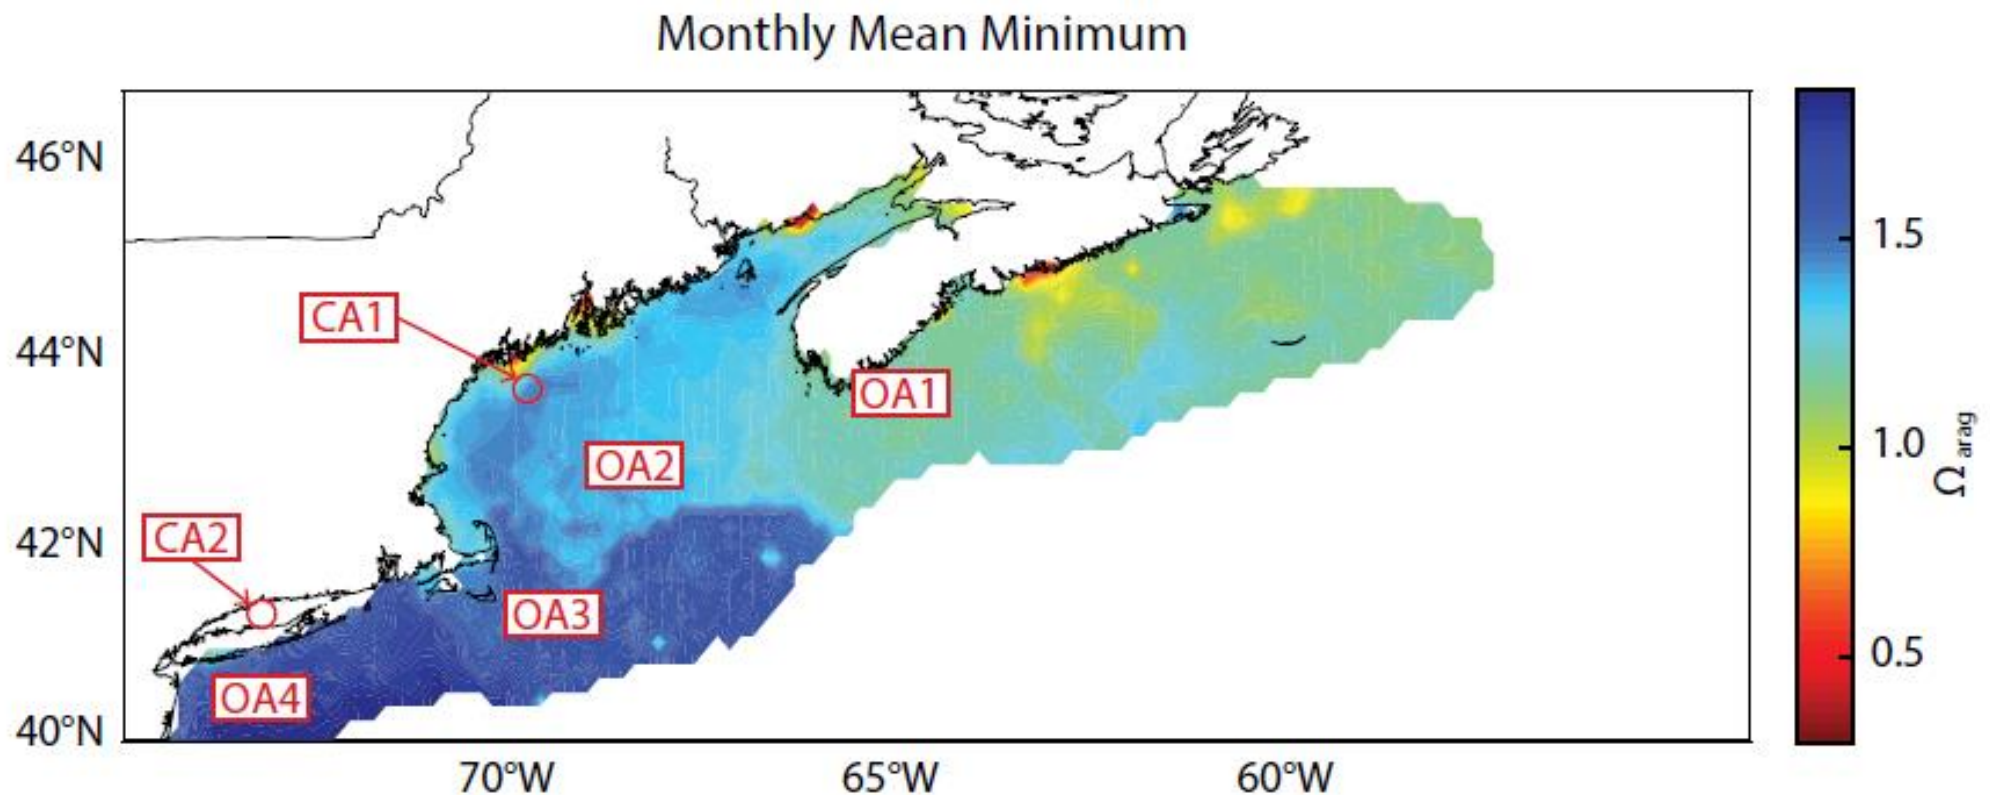 Monthly Mean Minimum
46°N
44°N
42°N
40°N
70°W
65°W
60°W
CA1
CA2
OA1
OA2
OA3
OA4
1.5
1.0
0.5
Ω arag